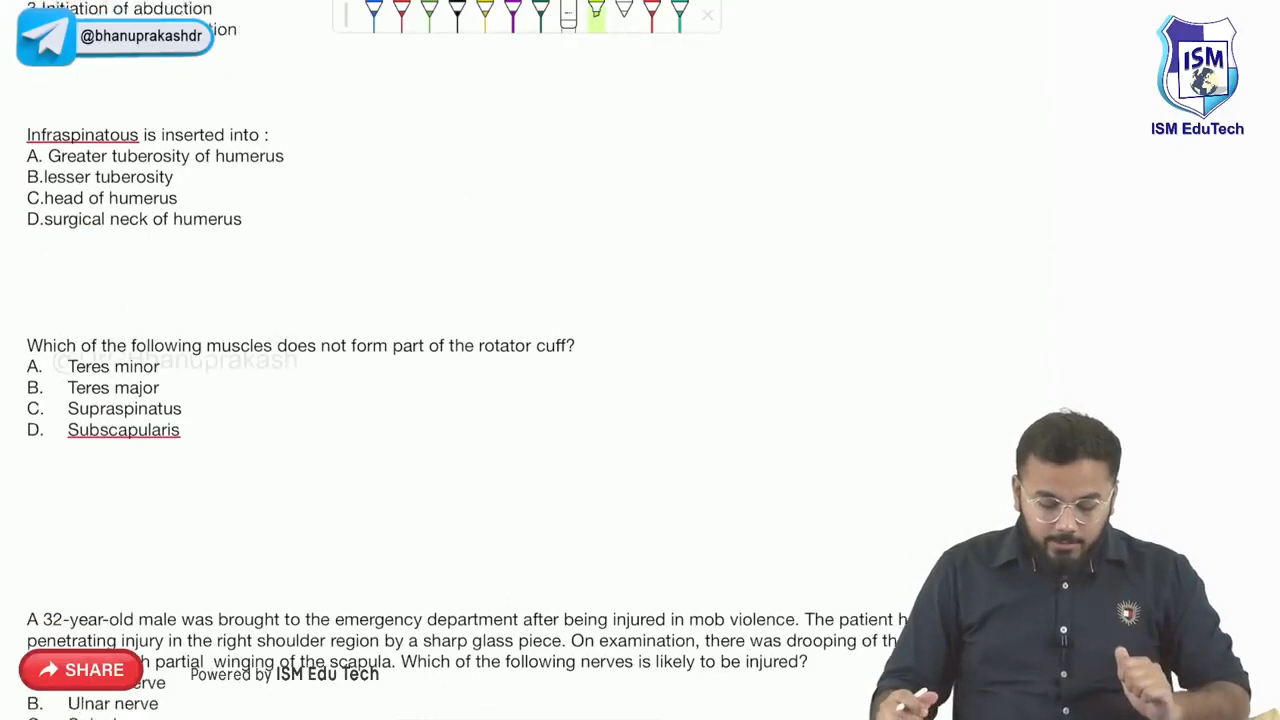 3.Initiation of abduction
@bhanuprakashdr
ISM
ISM EduTech
Infraspinatous is inserted into :
A. Greater tuberosity of humerus
B.lesser tuberosity
C.head of humerus
D.surgical neck of humerus
Which of the following muscles does not form part of the rotator cuff?
A. Teres minor
B. Teres major
C. Supraspinatus
D. Subscapularis
A 32-year-old male was brought to the emergency department after being injured in mob violence. The patient h
penetrating injury in the right shoulder region by a sharp glass piece. On examination, there was drooping of th
partial winging of the scapula. Which of the following nerves is likely to be injured?
SHARE
Powered by ISM Edu Tech
B. Ulnar nerve